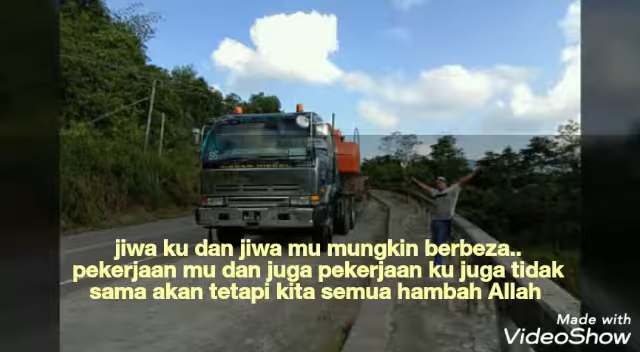 jiwa ku dan jiwa mu mungkin berbeza..
pekerjaan mu dan juga pekerjaan ku juga tidak
sama akan tetapi kita semua hambah Allah
Made with
VideoShow